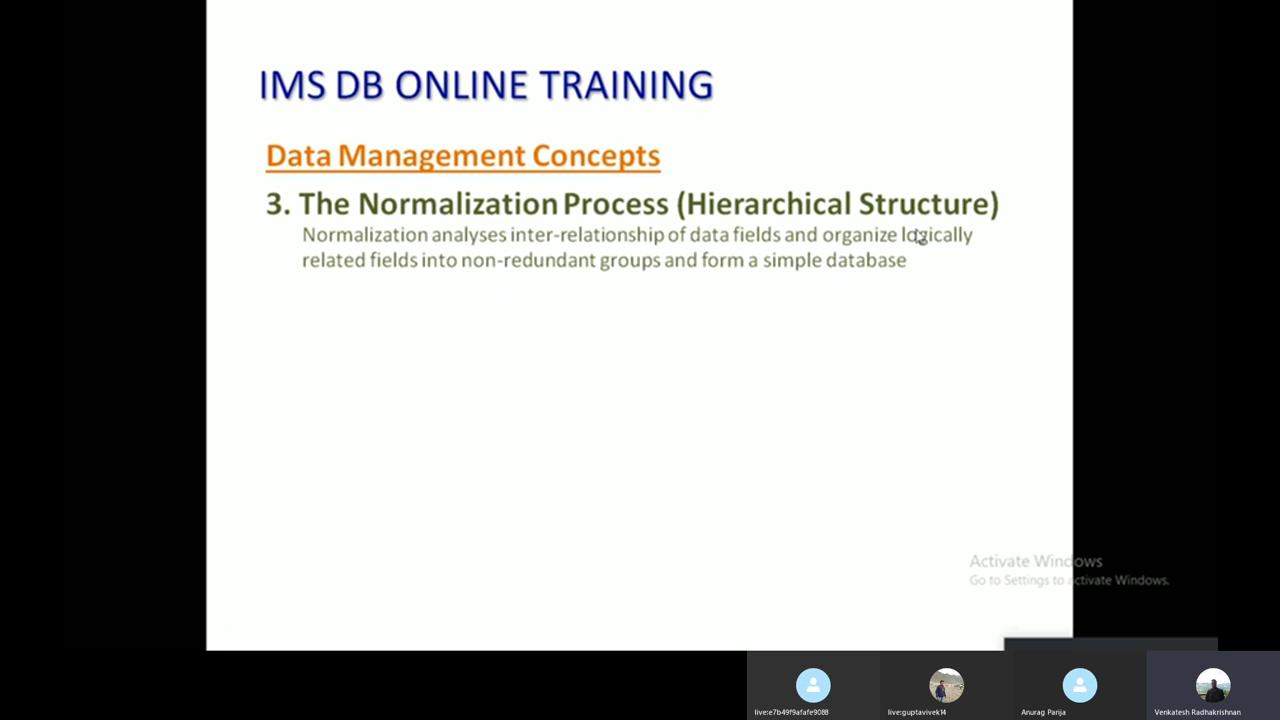 IMS DB ONLINE TRAINING
Data Management Concepts
3. The Normalization Process (Hierarchical Structure)
Normalization analyses inter-relationship of data fields and organize logically
related fields into non-redundant groups and form a simple database
Activate Windows
Go to Settings to activate Windows.
live:e7b49f9afafe9088
live:guptavivek14
Anurag Parija
Venkatesh Radhakrishnan